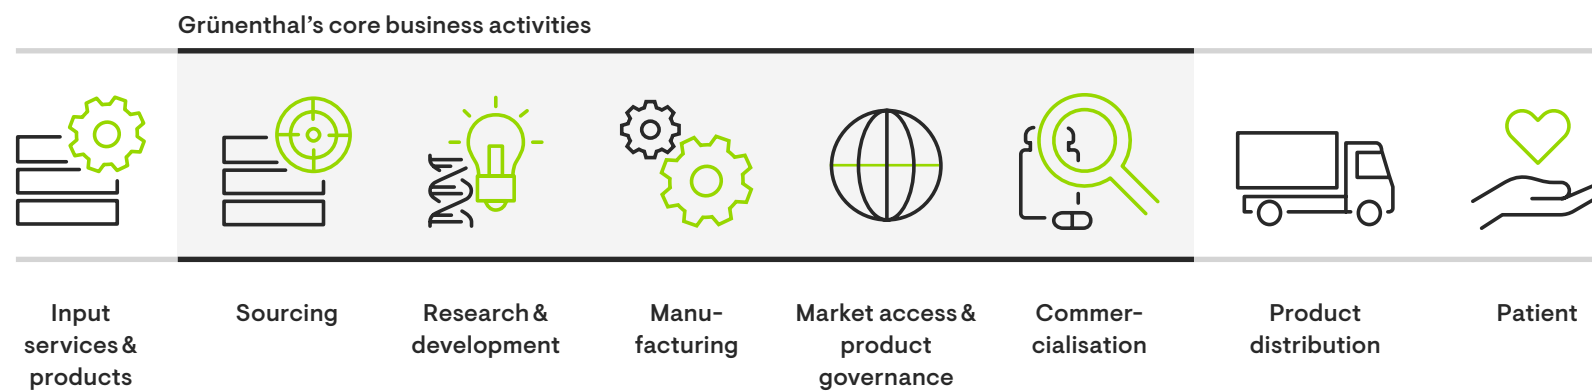 Grünenthal’s core business activities
Input
services &
products
Sourcing
Research &
development
Manu-
facturing
Market access &
product
governance
Commer-
cialisation
Product
distribution
Patient